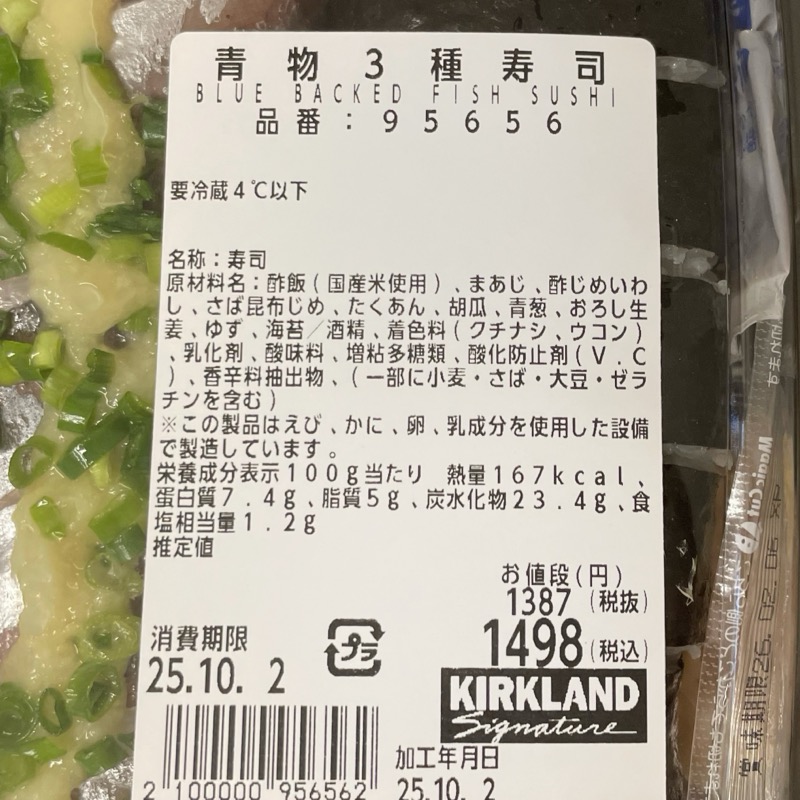 青物３種寿司
BLUE BACKED FISH SUSHI
品番：９５６５６
要冷蔵４℃以下
名称：寿司
原材料名：酢飯（国産米使用）、まあじ、酢じめいわ
し、さば昆布じめ、たくあん、胡瓜、青葱、おろし生
姜、ゆず、海苔／酒精、着色料（クチナシ、ウコン）
、乳化剤、酸味料、増粘多糖類、酸化防止剤（Ｖ．Ｃ
）、香辛料抽出物、（一部に小麦・さば・大豆・ゼラ
チンを含む）
※この製品はえび、かに、卵、乳成分を使用した設備
で製造しています。
栄養成分表示１００ｇ当たり　熱量１６７ｋｃａｌ、
蛋白質７．４ｇ、脂質５ｇ、炭水化物２３．４ｇ、食
塩相当量１．２ｇ
推定値
お値段（円）
1387（税抜）
1498（税込）
消費期限
25.10. 2
プラ
KIRKLAND
Signature
加工年月日
25.10. 2
2 100000 956562
賞味期限26.02.05